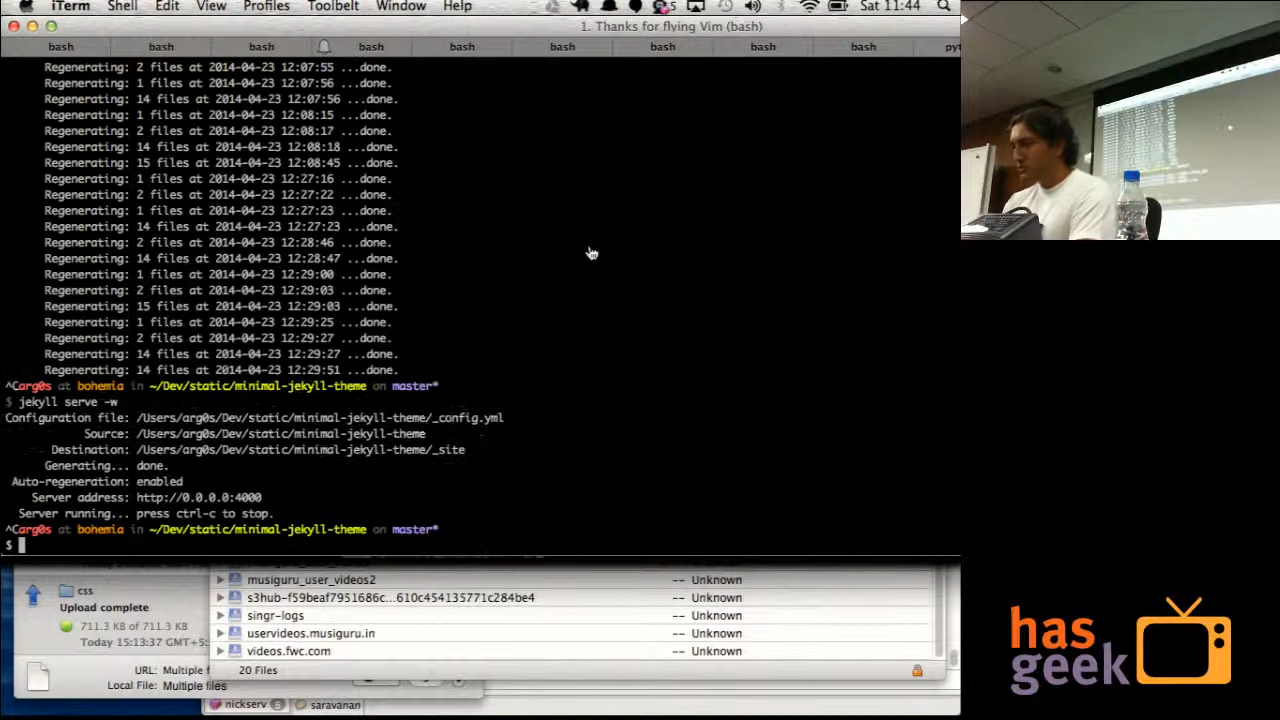 iTerm Shell Edit View Profiles Toolbelt Window Help 5 Sat 11:44
1. Thanks for flying Vim (bash)
bash bash bash bash bash bash bash bash bash pyt
Regenerating: 2 files at 2014-04-23 12:07:55 ...done.
Regenerating: 1 files at 2014-04-23 12:07:56 ...done.
Regenerating: 14 files at 2014-04-23 12:07:56 ...done.
Regenerating: 1 files at 2014-04-23 12:08:15 ...done.
Regenerating: 2 files at 2014-04-23 12:08:17 ...done.
Regenerating: 14 files at 2014-04-23 12:08:18 ...done.
Regenerating: 15 files at 2014-04-23 12:08:45 ...done.
Regenerating: 1 files at 2014-04-23 12:27:16 ...done.
Regenerating: 2 files at 2014-04-23 12:27:22 ...done.
Regenerating: 1 files at 2014-04-23 12:27:23 ...done.
Regenerating: 14 files at 2014-04-23 12:27:23 ...done.
Regenerating: 2 files at 2014-04-23 12:28:46 ...done.
Regenerating: 14 files at 2014-04-23 12:28:47 ...done.
Regenerating: 1 files at 2014-04-23 12:29:00 ...done.
Regenerating: 2 files at 2014-04-23 12:29:03 ...done.
Regenerating: 15 files at 2014-04-23 12:29:03 ...done.
Regenerating: 1 files at 2014-04-23 12:29:25 ...done.
Regenerating: 2 files at 2014-04-23 12:29:27 ...done.
Regenerating: 14 files at 2014-04-23 12:29:27 ...done.
Regenerating: 14 files at 2014-04-23 12:29:51 ...done.
^Carg0s at bohemia in ~/Dev/static/minimal-jekyll-theme on master*
$ jekyll serve -w
Configuration file: /Users/arg0s/Dev/static/minimal-jekyll-theme/_config.yml
Source: /Users/arg0s/Dev/static/minimal-jekyll-theme
Destination: /Users/arg0s/Dev/static/minimal-jekyll-theme/_site
Generating... done.
Auto-regeneration: enabled
Server address: http://0.0.0.0:4000
Server running... press ctrl-c to stop.
^Carg0s at bohemia in ~/Dev/static/minimal-jekyll-theme on master*
$
musiguru_user_videos2 -- Unknown
s3hub-f59beaf7951686c...610c454135771c284be4 -- Unknown
singr-logs -- Unknown
uservideos.musiguru.in -- Unknown
videos.fwc.com -- Unknown
20 Files
css
Upload complete
711.3 KB of 711.3 KB
Today 15:13:37 GMT+5:
URL: Multiple f
Local File: Multiple files
nickserv 6 saravanan
has
geek